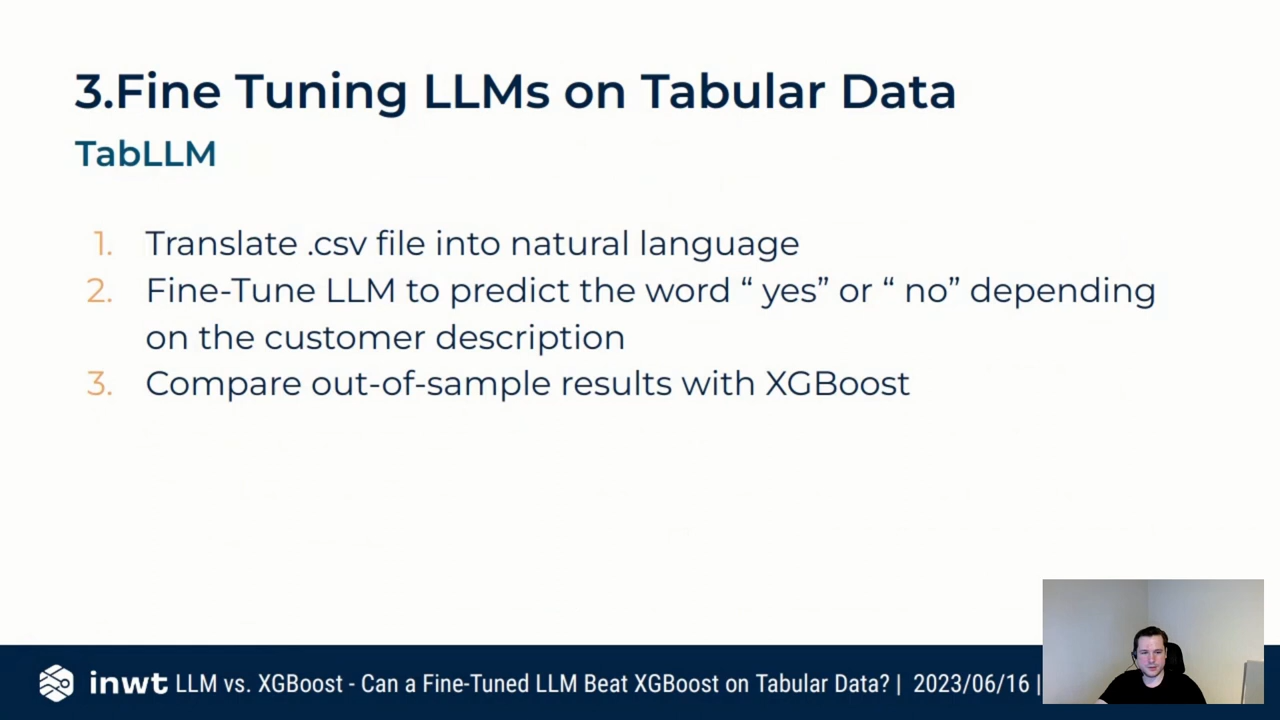 3.Fine Tuning LLMs on Tabular Data
TabLLM
1. Translate .csv file into natural language
2. Fine-Tune LLM to predict the word “ yes” or “ no” depending
on the customer description
3. Compare out-of-sample results with XGBoost
inwt LLM vs. XGBoost - Can a Fine-Tuned LLM Beat XGBoost on Tabular Data? | 2023/06/16 |